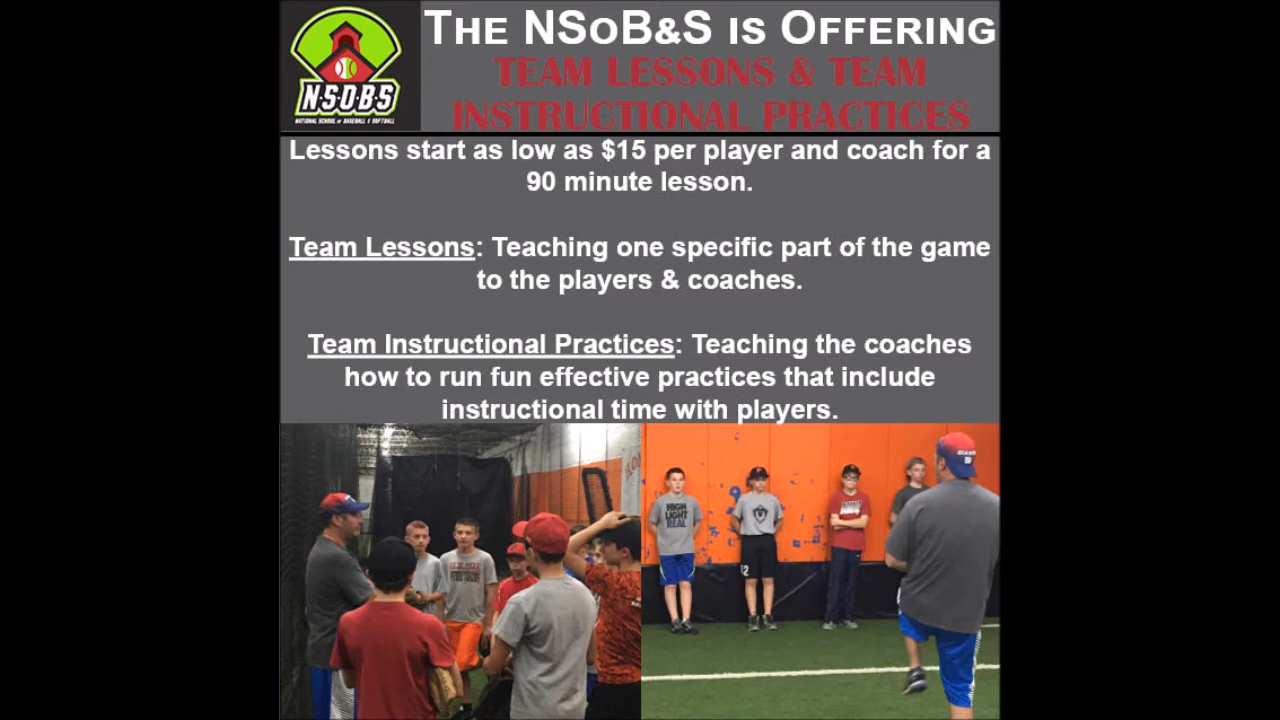 THE NSOB&S IS OFFERING
TEAM LESSONS & TEAM
INSTRUCTIONAL PRACTICES
NSOBS
NATIONAL SCHOOL OF BASEBALL & SOFTBALL
Lessons start as low as $15 per player and coach for a
90 minute lesson.
Team Lessons: Teaching one specific part of the game
to the players & coaches.
Team Instructional Practices: Teaching the coaches
how to run fun effective practices that include
instructional time with players.
HIGH
LIGHT
REAL